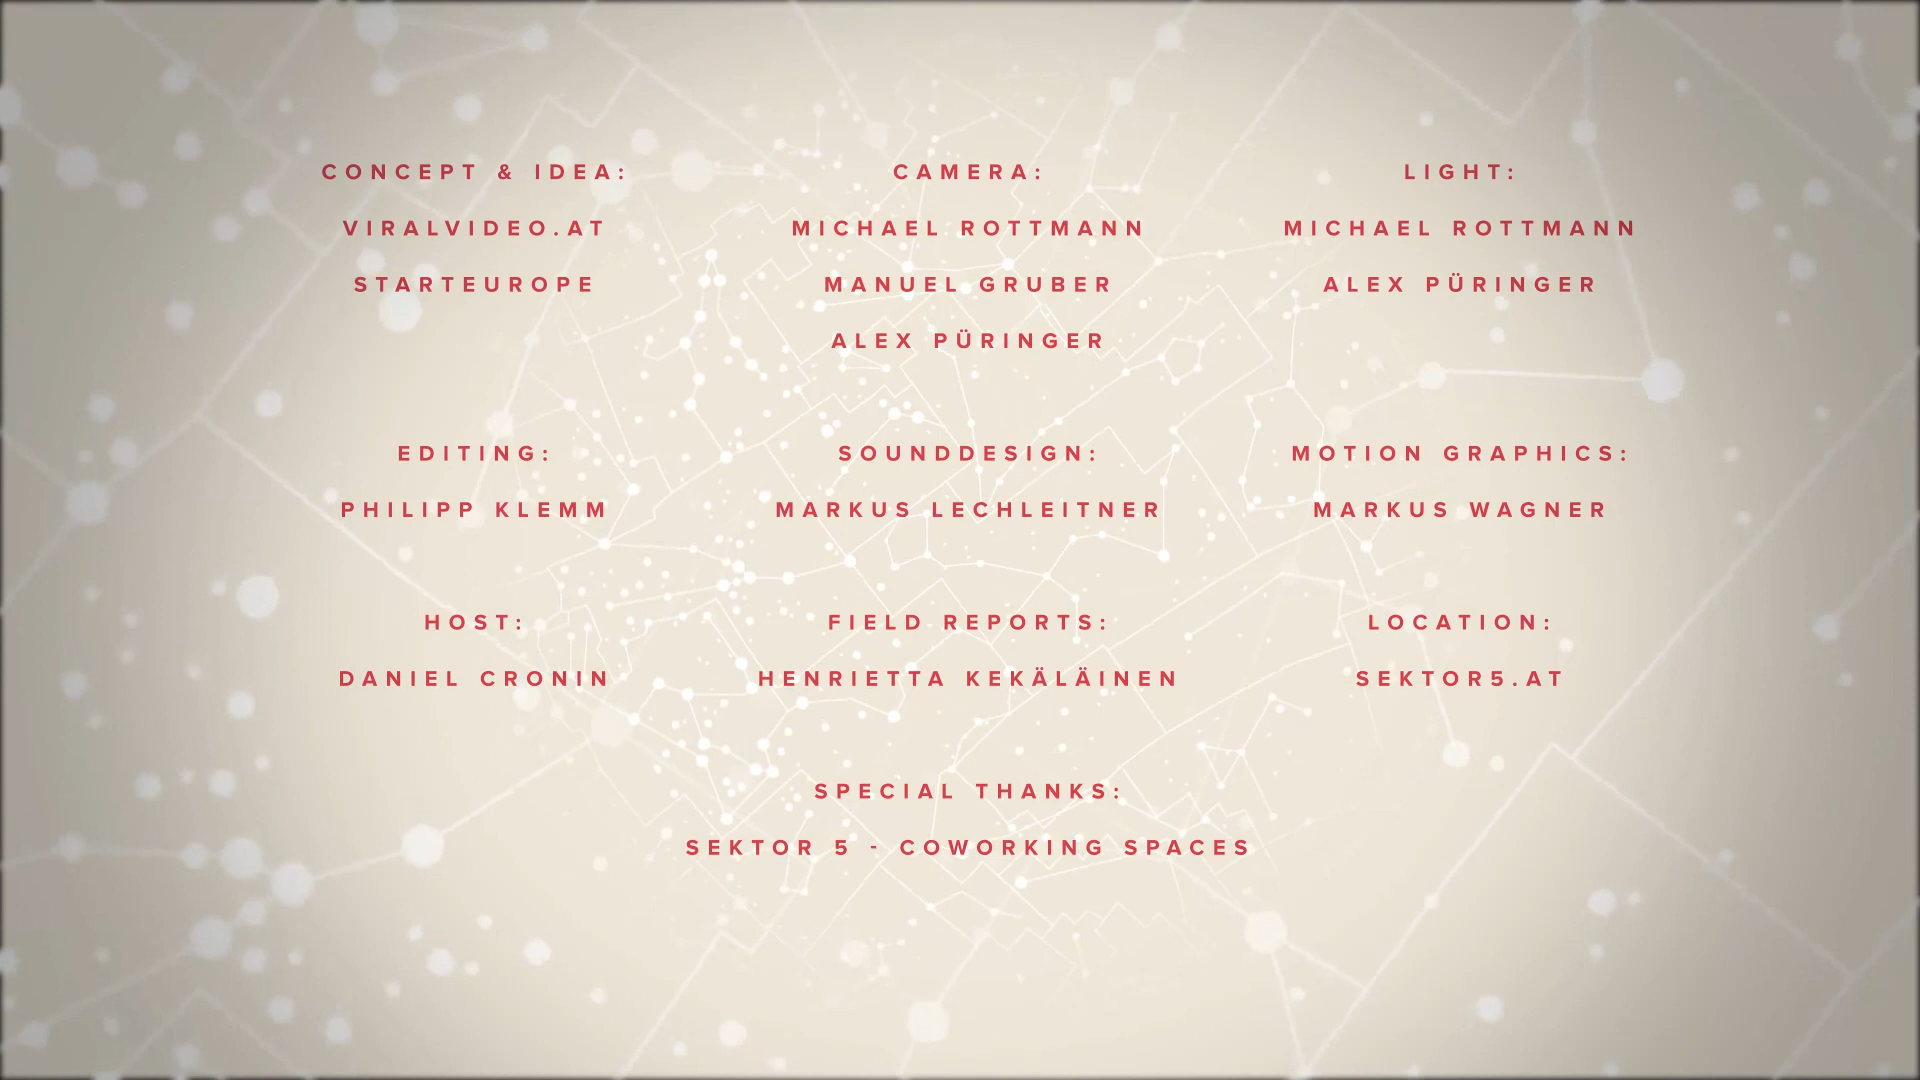 CONCEPT & IDEA:
VIRALVIDEO.AT
STARTEUROPE
CAMERA:
MICHAEL ROTTMANN
MANUEL GRUBER
ALEX PÜRINGER
LIGHT:
MICHAEL ROTTMANN
ALEX PÜRINGER
EDITING:
PHILIPP KLEMM
SOUNDDESIGN:
MARKUS LECHLEITNER
MOTION GRAPHICS:
MARKUS WAGNER
HOST:
DANIEL CRONIN
FIELD REPORTS:
HENRIETTA KEKÄLÄINEN
LOCATION:
SEKTOR5.AT
SPECIAL THANKS:
SEKTOR 5 - COWORKING SPACES